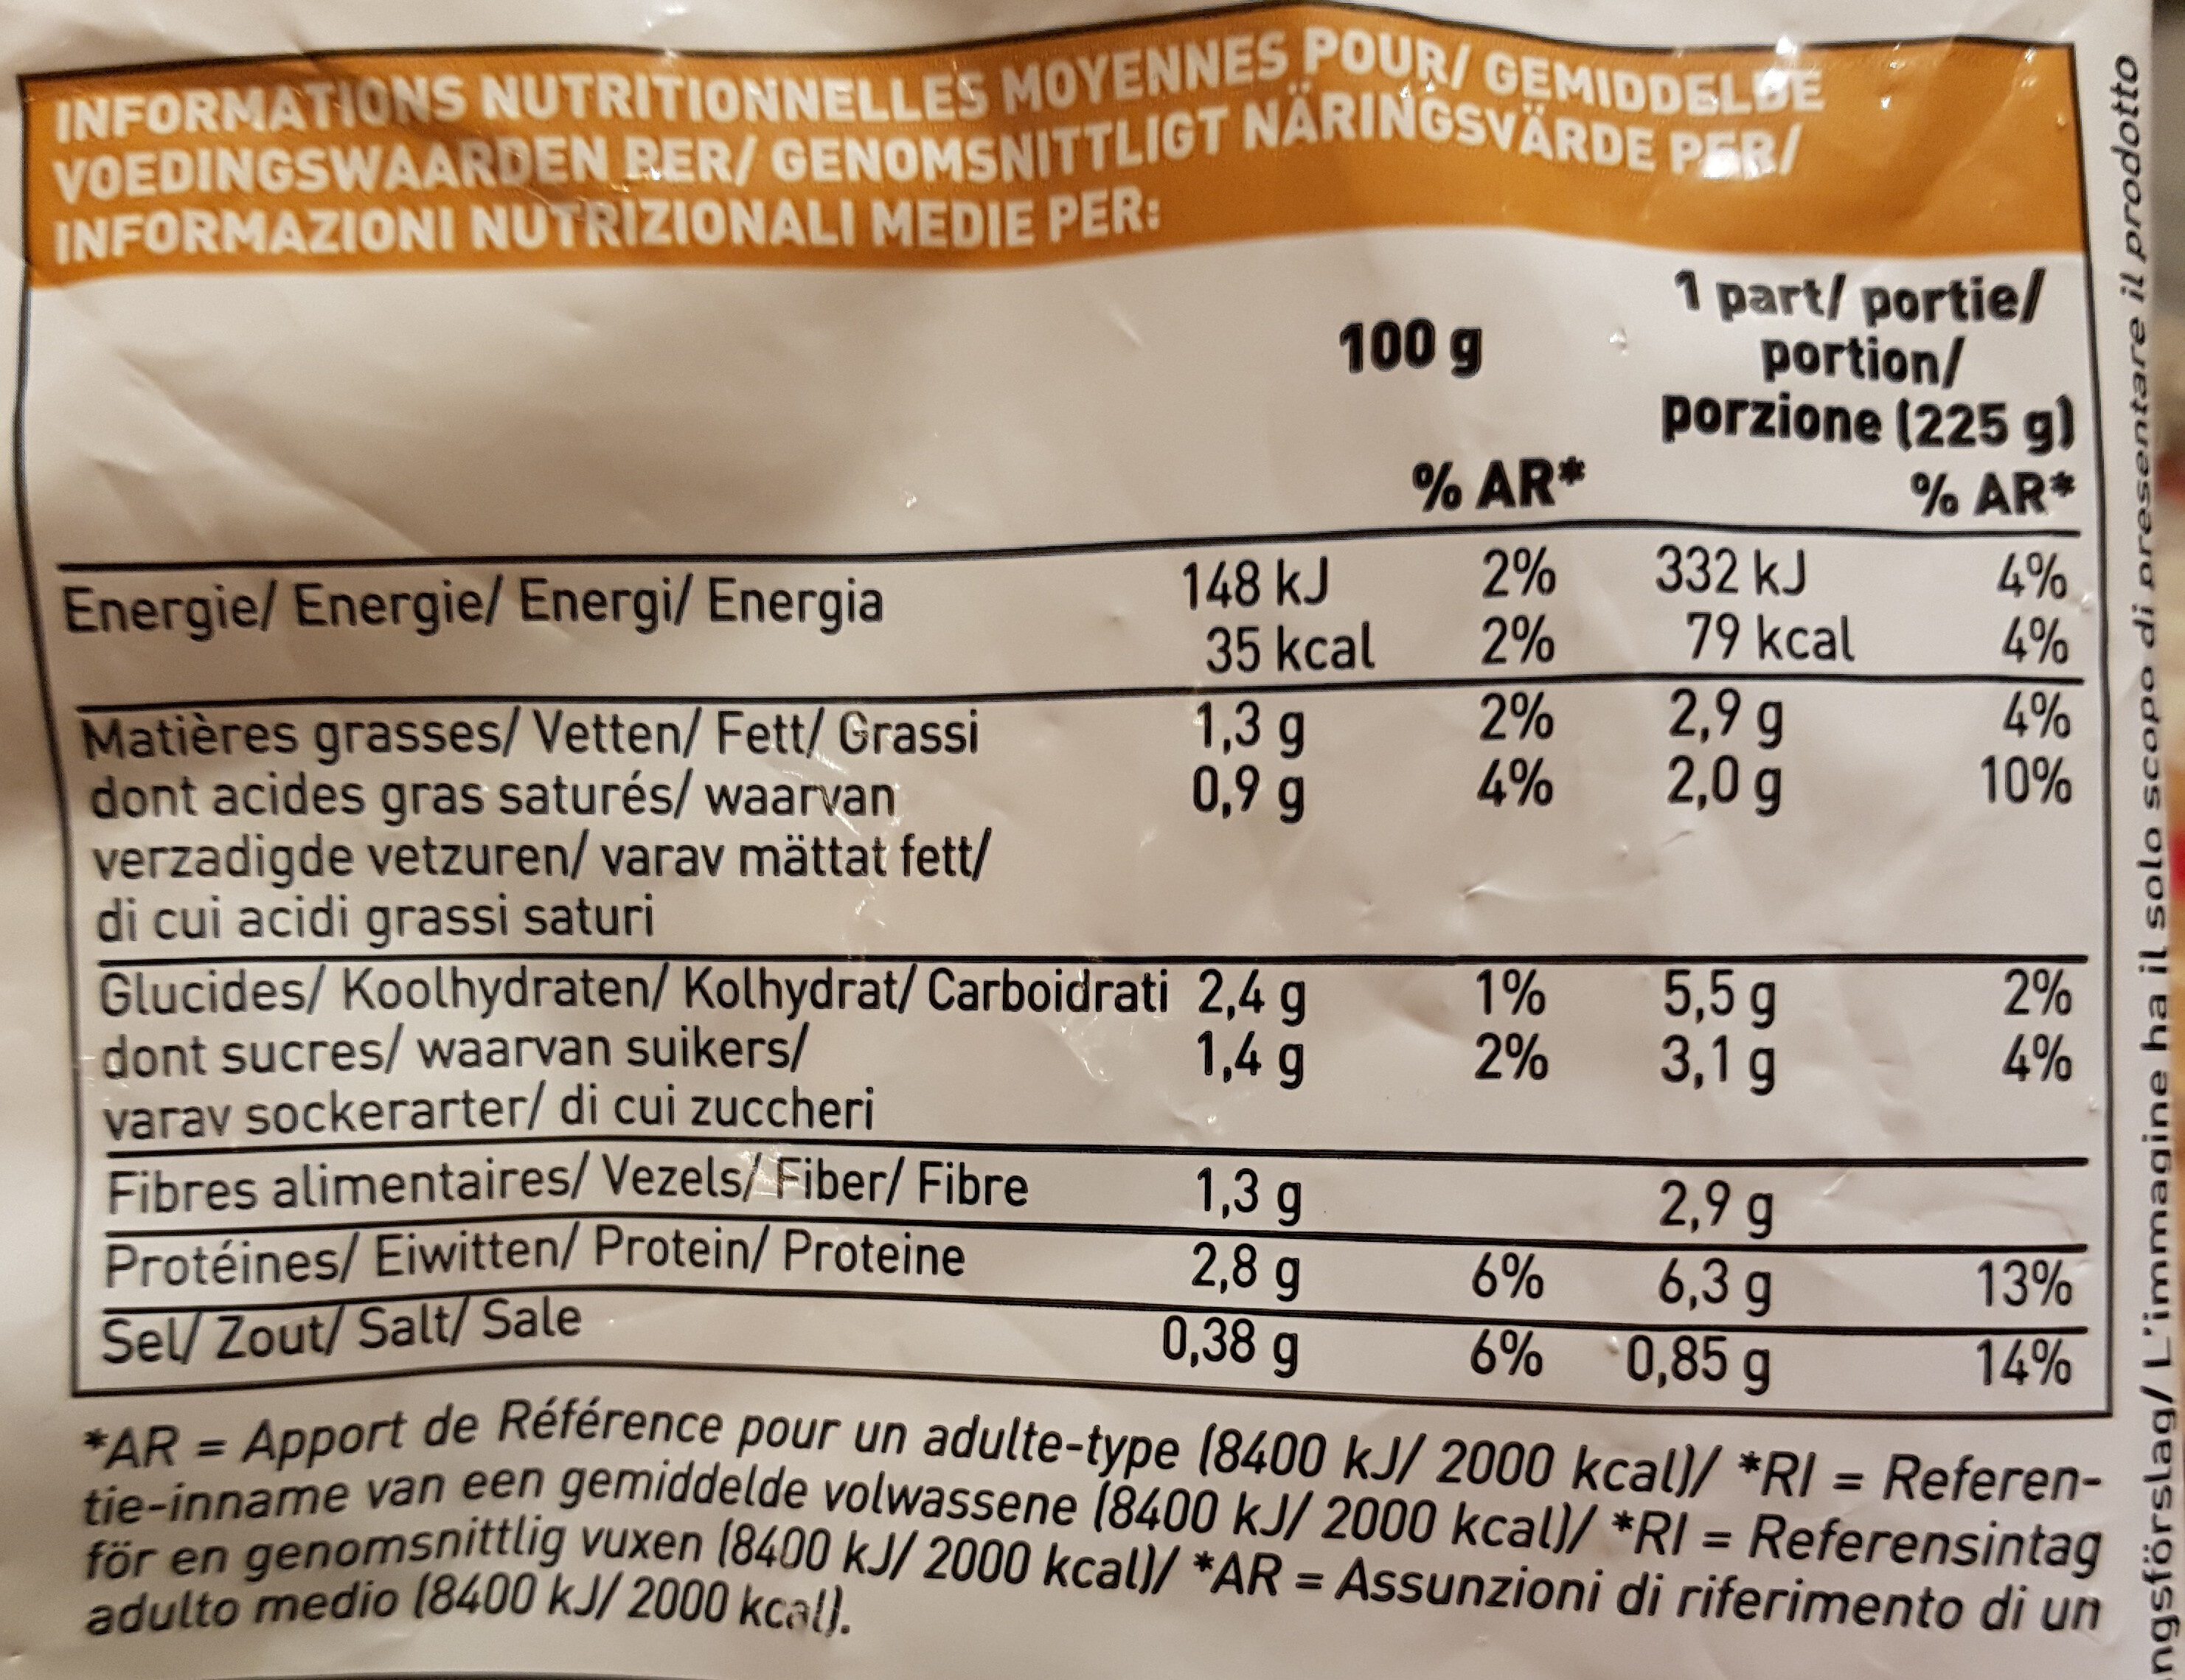 INFORMATIONS NUTRITIONNELLES MOYENNES POUR/ GEMIDDELDE
VOEDINGSWAARDEN PER/ GENOMSNITTLIGT NÄRINGSVÄRDE PER/
INFORMAZIONI NUTRIZIONALI MEDIE PER:
100 g
1 part/ portie/
portion/
porzione (225 g)
% AR* % AR*
Energie/ Energie/ Energi/ Energia 148 kJ 2% 332 kJ 4%
35 kcal 2% 79 kcal 4%
Matières grasses/ Vetten/ Fett/ Grassi 1,3 g 2% 2,9 g 4%
dont acides gras saturés/ waarvan 0,9 g 4% 2,0 g 10%
verzadigde vetzuren/ varav mättat fett/
di cui acidi grassi saturi
Glucides/ Koolhydraten/ Kolhydrat/ Carboidrati 2,4 g 1% 5,5 g 2%
dont sucres/ waarvan suikers/ 1,4 g 2% 3,1 g 4%
varav sockerarter/ di cui zuccheri
Fibres alimentaires/ Vezels/ Fiber/ Fibre 1,3 g 2,9 g
Protéines/ Eiwitten/ Protein/ Proteine 2,8 g 6% 6,3 g 13%
Sel/ Zout/ Salt/ Sale 0,38 g 6% 0,85 g 14%
*AR = Apport de Référence pour un adulte-type (8400 kJ/ 2000 kcal)/ *RI = Referen-
tie-inname van een gemiddelde volwassene (8400 kJ/ 2000 kcal)/ *RI = Referensintag
för en genomsnittlig vuxen (8400 kJ/ 2000 kcal)/ *AR = Assunzioni di riferimento di un
adulto medio (8400 kJ/ 2000 kcal).
ngsförslag/ L'immagine ha il solo scopo di presentare il prodotto